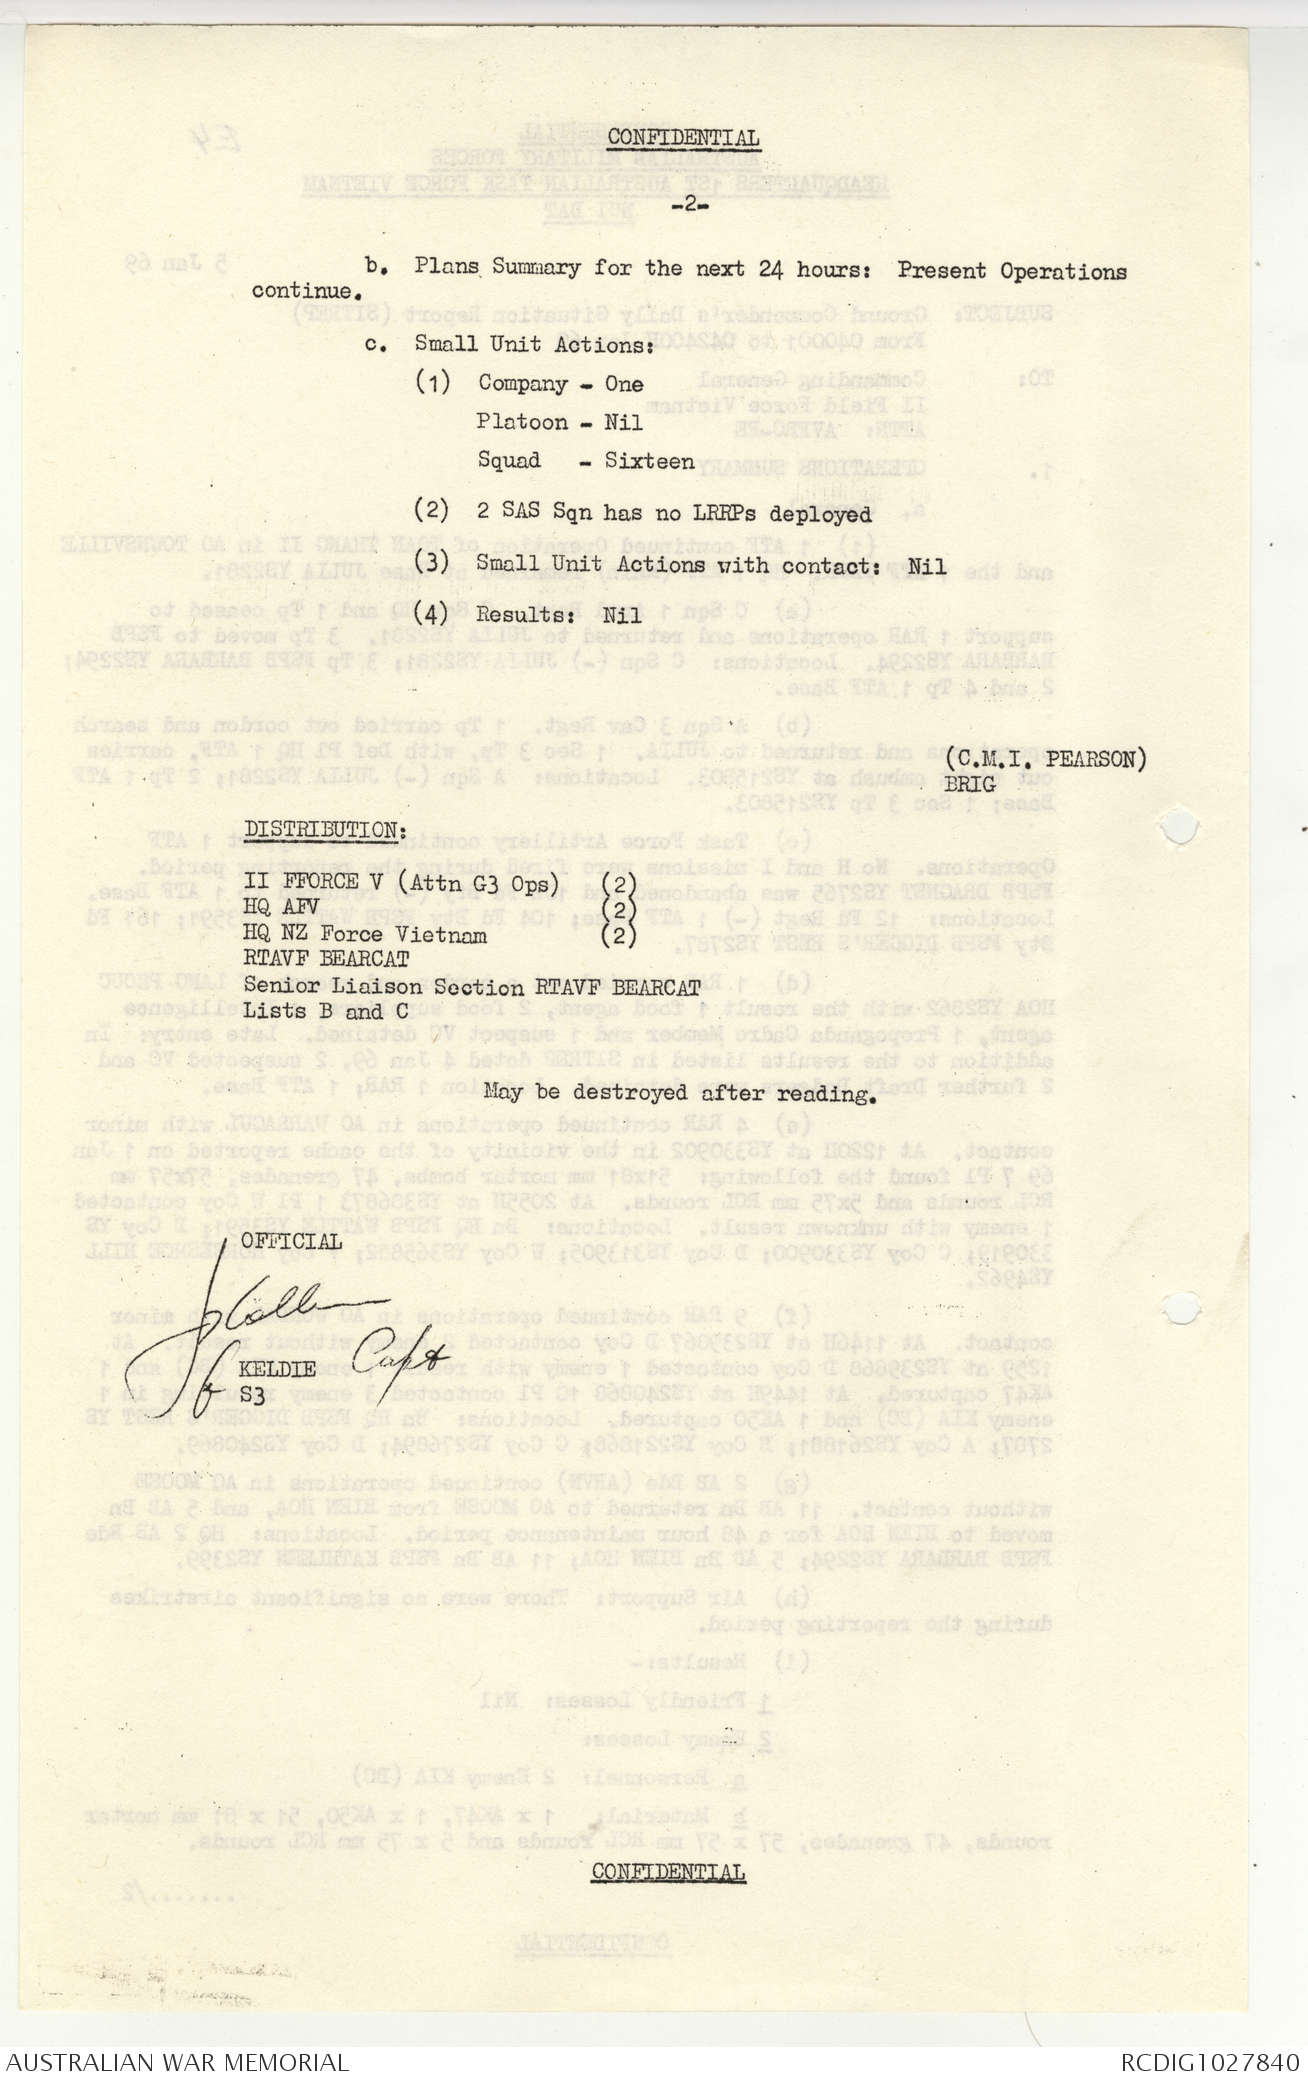 CONFIDENTIAL
-2-
b. Plans Summary for the next 24 hours: Present Operations
continue.
c. Small Unit Actions:
(1) Company - One
Platoon - Nil
Squad - Sixteen
(2) 2 SAS Sqn has no LRRPs deployed
(3) Small Unit Actions with contact: Nil
(4) Results: Nil
(C.M.I. PEARSON)
BRIG
DISTRIBUTION:
II FFORCE V (Attn G3 Ops) (2)
HQ AFV (2)
HQ NZ Force Vietnam (2)
RTAVF BEARCAT
Senior Liaison Section RTAVF BEARCAT
Lists B and C
May be destroyed after reading.
OFFICIAL
Capt
KELDIE
S3
CONFIDENTIAL
AUSTRALIAN WAR MEMORIAL
RCDIG1027840